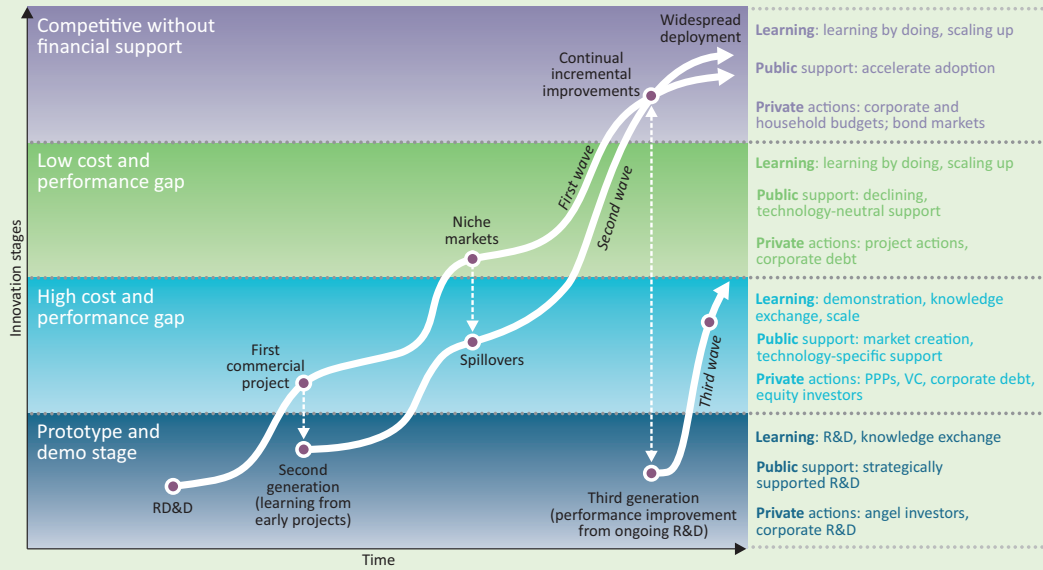 Competitive without
financial support
Widespread
deployment
Continual
incremental
improvements
Learning: learning by doing, scaling up
Public support: accelerate adoption
Private actions: corporate and
household budgets; bond markets
Low cost and
performance gap
First wave
Second wave
Niche
markets
Learning: learning by doing, scaling up
Public support: declining,
technology-neutral support
Private actions: project actions,
corporate debt
Innovation stages
High cost and
performance gap
First
commercial
project
Spillovers
Third wave
Learning: demonstration, knowledge
exchange, scale
Public support: market creation,
technology-specific support
Private actions: PPPs, VC, corporate debt,
equity investors
Prototype and
demo stage
RD&D
Second
generation
(learning from
early projects)
Third generation
(performance improvement
from ongoing R&D)
Learning: R&D, knowledge exchange
Public support: strategically
supported R&D
Private actions: angel investors,
corporate R&D
Time